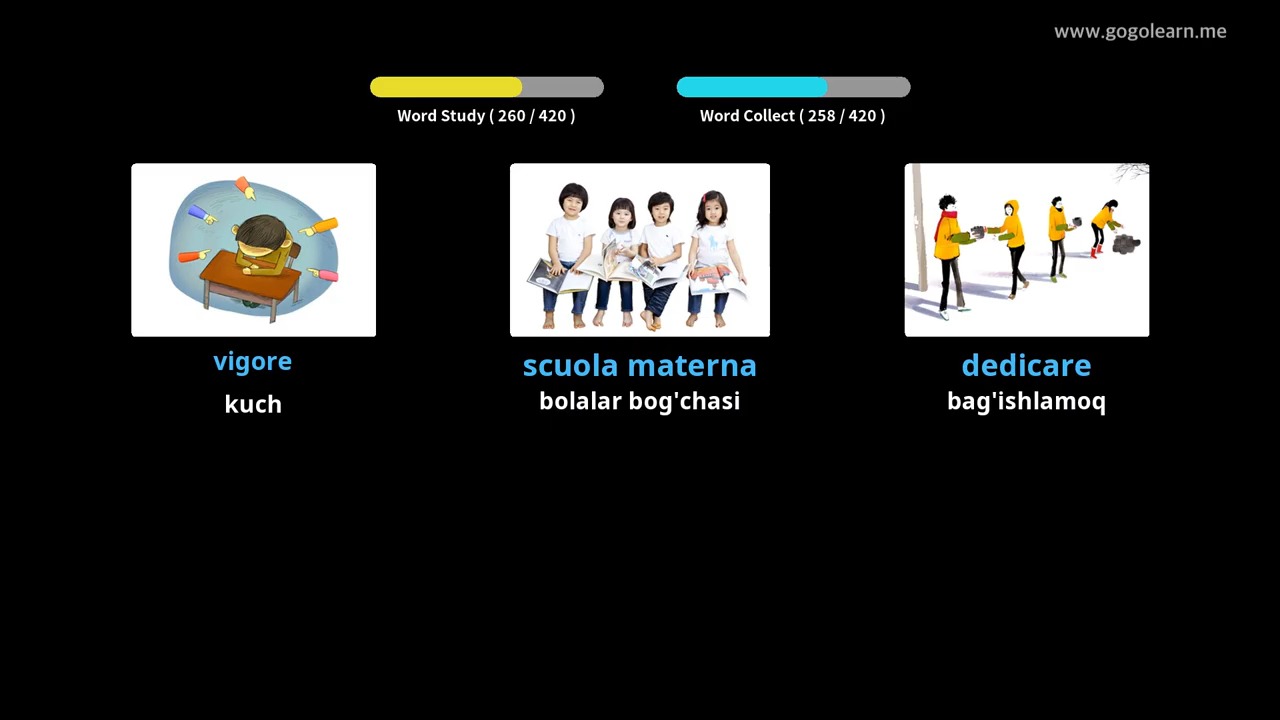 www.gogolearn.me
Word Study ( 260 / 420 )
Word Collect ( 258 / 420 )
vigore
kuch
scuola materna
bolalar bog'chasi
dedicare
bag'ishlamoq